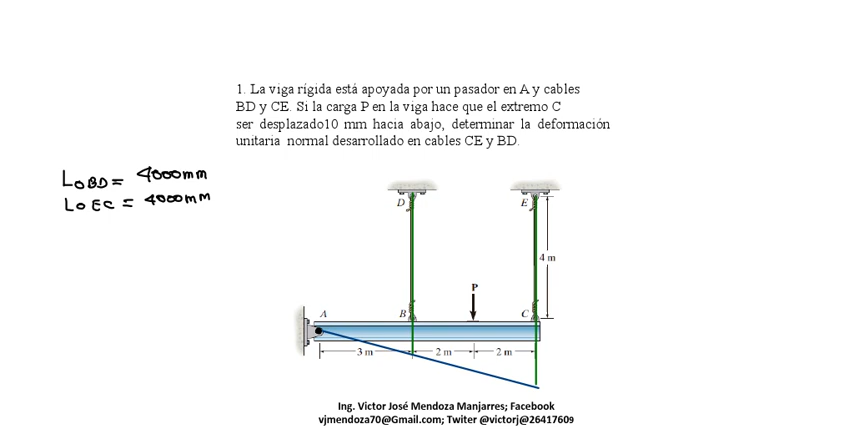 1. La viga rígida está apoyada por un pasador en A y cables
BD y CE. Si la carga P en la viga hace que el extremo C
ser desplazado10 mm hacia abajo, determinar la deformación
unitaria normal desarrollado en cables CE y BD.
LOBD = 4000mm
LO EC = 4000mm
D E
4 m
P
A B C
3 m 2 m 2 m
Ing. Victor José Mendoza Manjarres; Facebook
vjmendoza70@Gmail.com; Twiter @victorj@26417609